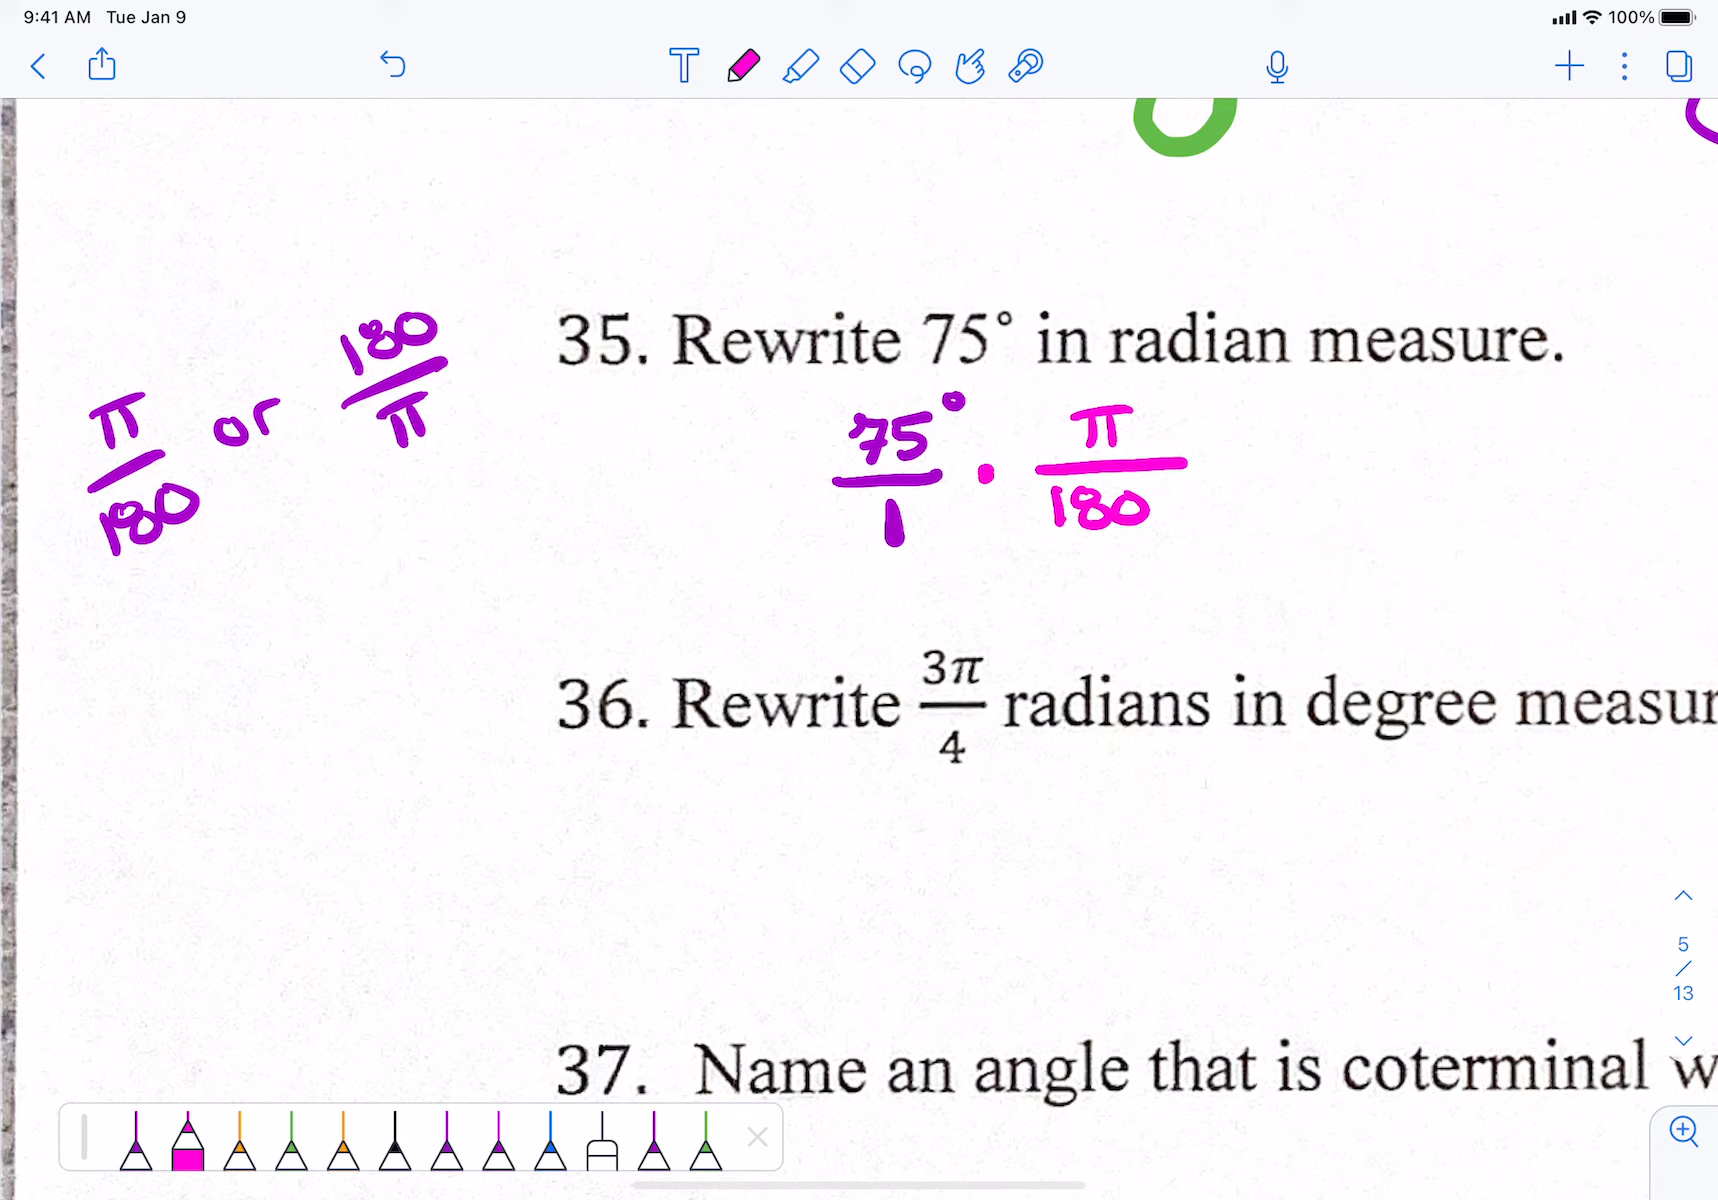 9:41 AM Tue Jan 9 100%
35. Rewrite 75° in radian measure.
π/180 or 180/π
75°/1 · π/180
36. Rewrite 3π/4 radians in degree measur
5
/
13
37. Name an angle that is coterminal w